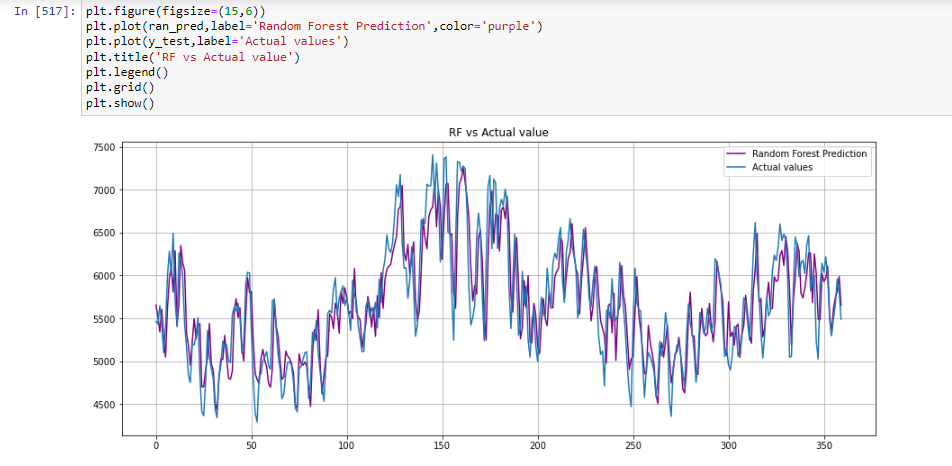 In [517]: plt.figure(figsize=(15,6))
plt.plot(ran_pred,label='Random Forest Prediction',color='purple')
plt.plot(y_test,label='Actual values')
plt.title('RF vs Actual value')
plt.legend()
plt.grid()
plt.show()
RF vs Actual value
Random Forest Prediction
Actual values
7500
7000
6500
6000
5500
5000
4500
0 50 100 150 200 250 300 350